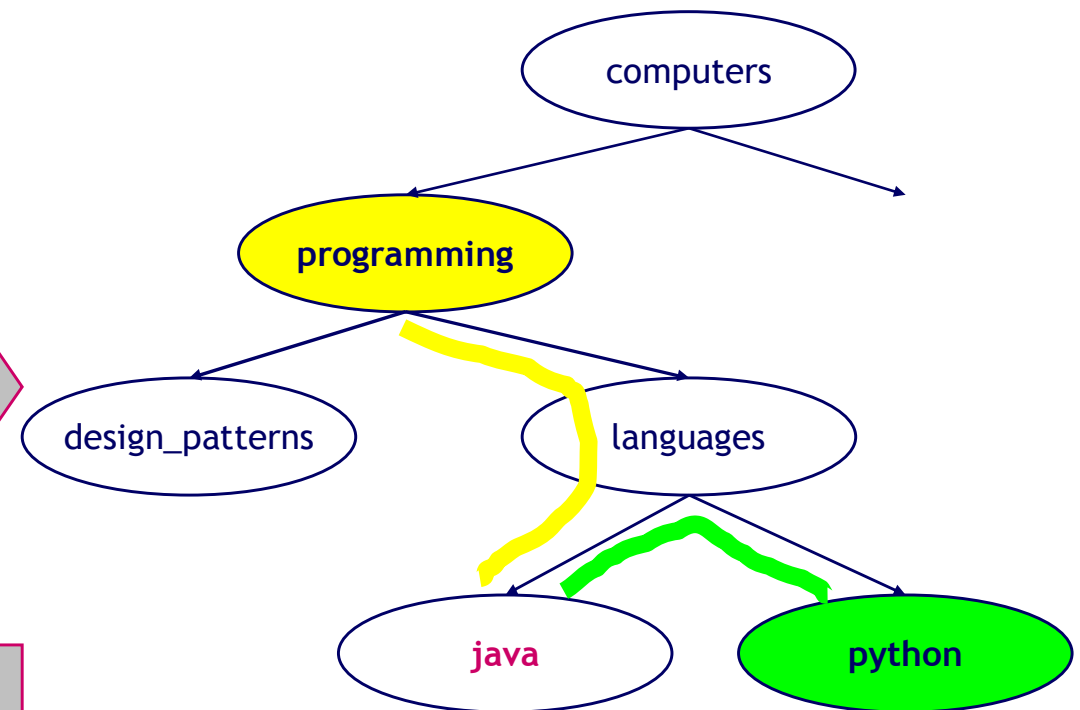 computers
programming
design_patterns
languages
java
python